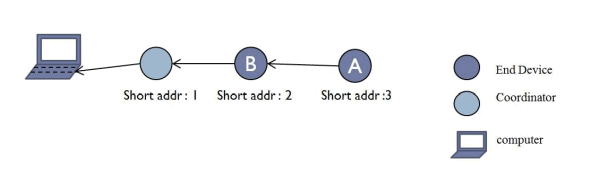 B
A
Short addr: 1
Short addr: 2
Short addr:3
End Device
Coordinator
computer